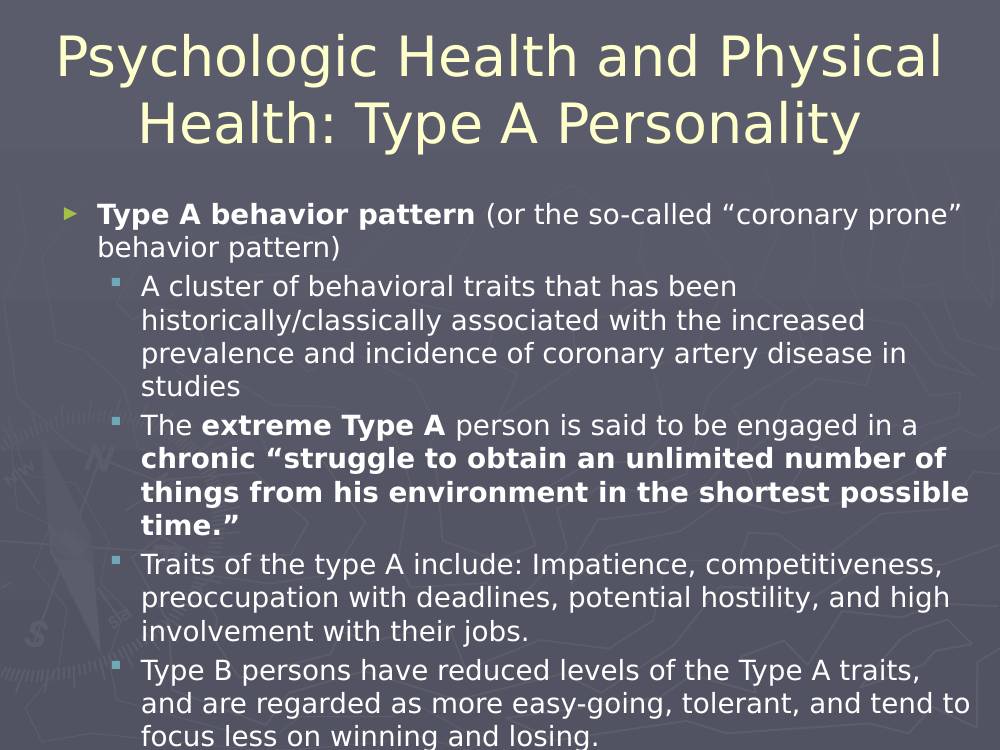 Psychologic Health and Physical
Health: Type A Personality
Type A behavior pattern (or the so-called “coronary prone”
behavior pattern)
A cluster of behavioral traits that has been
historically/classically associated with the increased
prevalence and incidence of coronary artery disease in
studies
The extreme Type A person is said to be engaged in a
chronic “struggle to obtain an unlimited number of
things from his environment in the shortest possible
time.”
Traits of the type A include: Impatience, competitiveness,
preoccupation with deadlines, potential hostility, and high
involvement with their jobs.
Type B persons have reduced levels of the Type A traits,
and are regarded as more easy-going, tolerant, and tend to
focus less on winning and losing.
NW
N
S